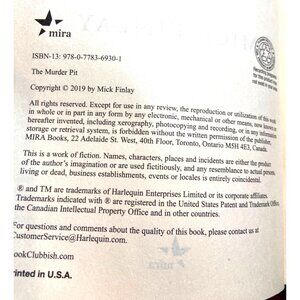 mira
ISBN-13: 978-0-7783-6930-1
The Murder Pit
Copyright © 2019 by Mick Finlay
All rights reserved. Except for use in any review, the reproduction or utilization of this work
in whole or in part in any form by any electronic, mechanical or other means, now known or
hereafter invented, including xerography, photocopying and recording, or in any information
storage or retrieval system, is forbidden without the written permission of the publisher,
MIRA Books, 22 Adelaide St. West, 40th Floor, Toronto, Ontario M5H 4E3, Canada.
This is a work of fiction. Names, characters, places and incidents are either the product
of the author's imagination or are used fictitiously, and any resemblance to actual persons,
living or dead, business establishments, events or locales is entirely coincidental.
® and TM are trademarks of Harlequin Enterprises Limited or its corporate affiliates.
Trademarks indicated with ® are registered in the United States Patent and Trademark Office,
the Canadian Intellectual Property Office and in other countries.
For questions and comments about the quality of this book, please contact us at
CustomerService@Harlequin.com.
ookClubbish.com
rinted in U.S.A.
mira